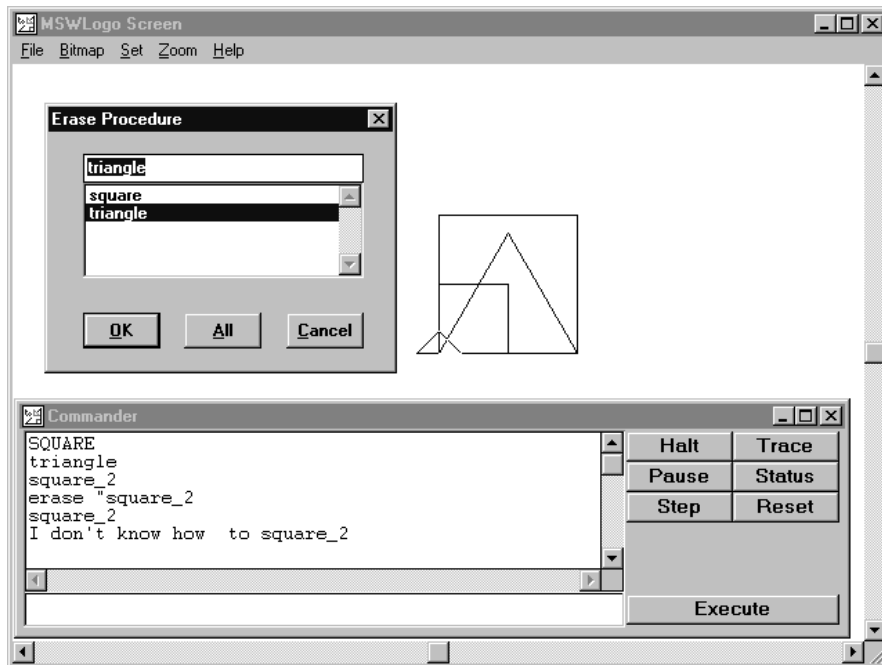 MSWLogo Screen
File Bitmap Set Zoom Help
Erase Procedure
triangle
square
triangle
OK All Cancel
Commander
SQUARE
triangle
square_2
erase "square_2
square_2
I don't know how  to square_2
Halt Trace
Pause Status
Step Reset
Execute